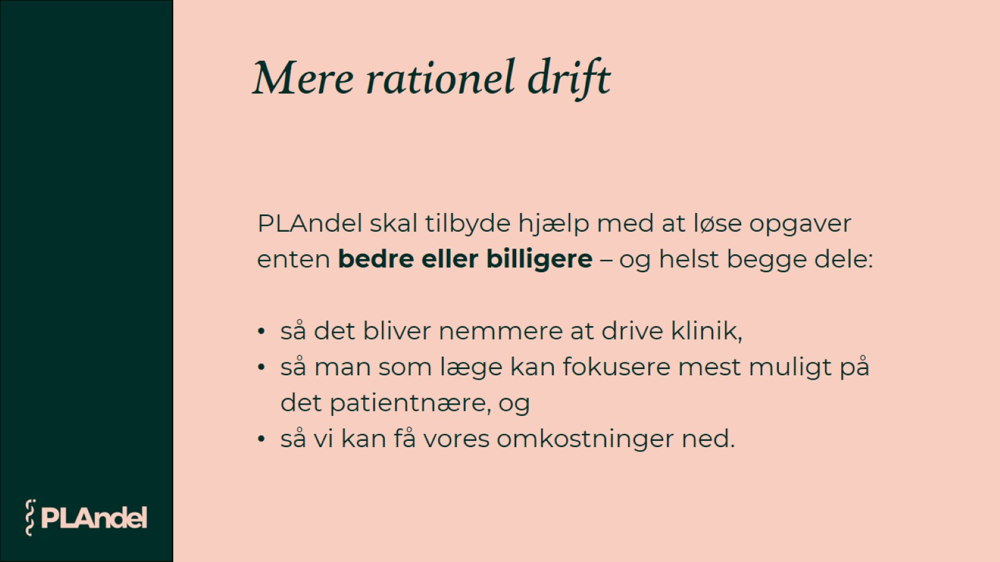 Mere rationel drift
PLAndel skal tilbyde hjælp med at løse opgaver
enten bedre eller billigere – og helst begge dele:
• så det bliver nemmere at drive klinik,
• så man som læge kan fokusere mest muligt på
det patientnære, og
• så vi kan få vores omkostninger ned.
PLAndel